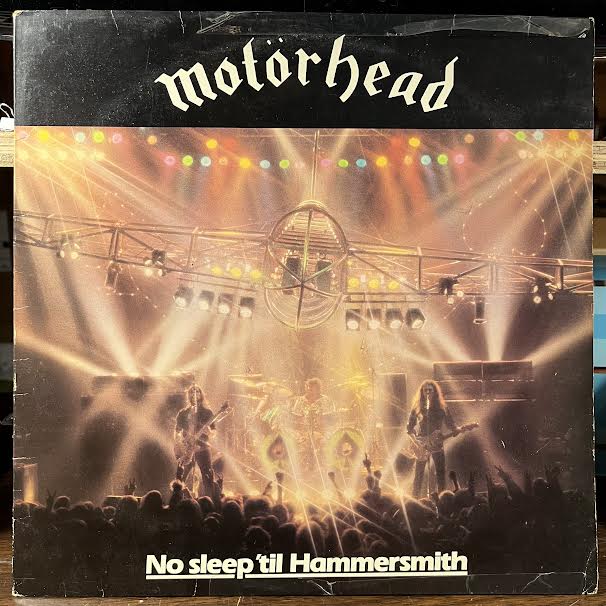 motörhead
No sleep 'til Hammersmith